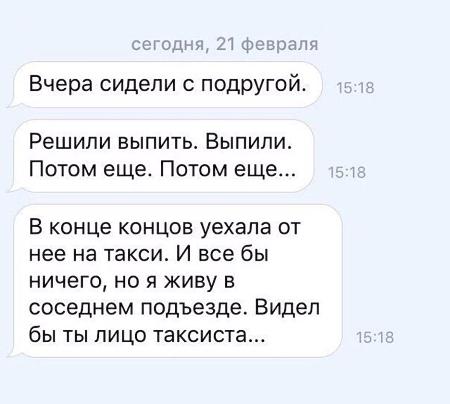 сегодня, 21 февраля
Вчера сидели с подругой.
15:18
Решили выпить. Выпили.
Потом еще. Потом еще...
15:18
В конце концов уехала от
нее на такси. И все бы
ничего, но я живу в
соседнем подъезде. Видел
бы ты лицо таксиста...
15:18